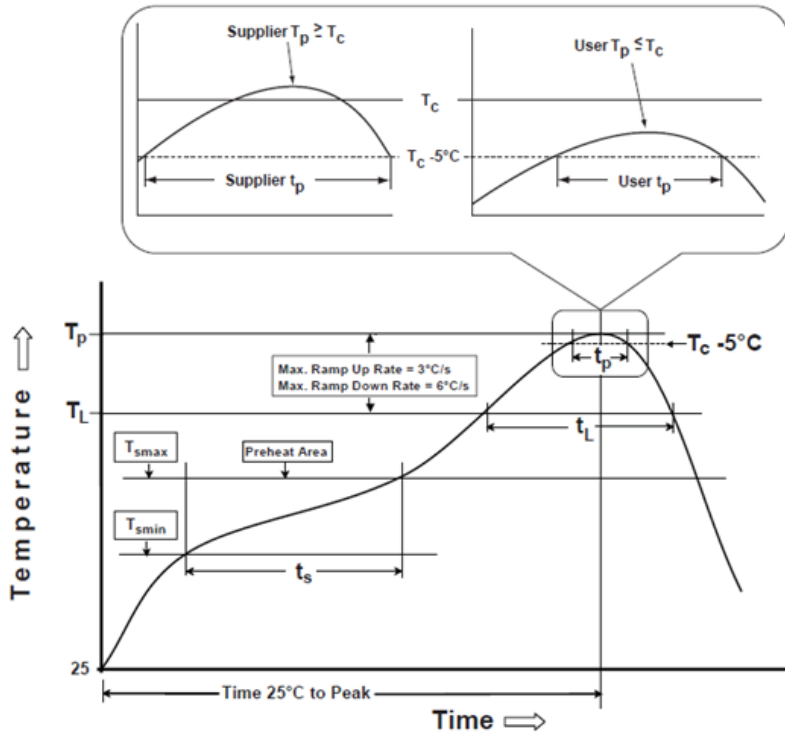 Supplier Tp ≥ Tc
User Tp ≤ Tc
Tc
Tc -5°C
Supplier tp
User tp
Tp
Tc -5°C
tp
Max. Ramp Up Rate = 3°C/s
Max. Ramp Down Rate = 6°C/s
TL
tL
Tsmax
Preheat Area
Tsmin
ts
Temperature
25
Time 25°C to Peak
Time